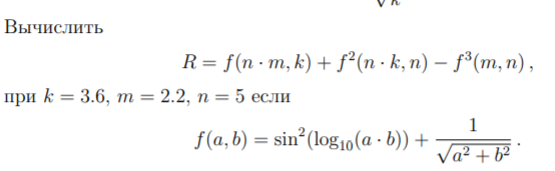 Вычислить
R = f(n · m, k) + f²(n · k, n) − f³(m, n) ,
при k = 3.6, m = 2.2, n = 5 если
f(a, b) = sin²(log₁₀(a · b)) + 1/√(a² + b²) .